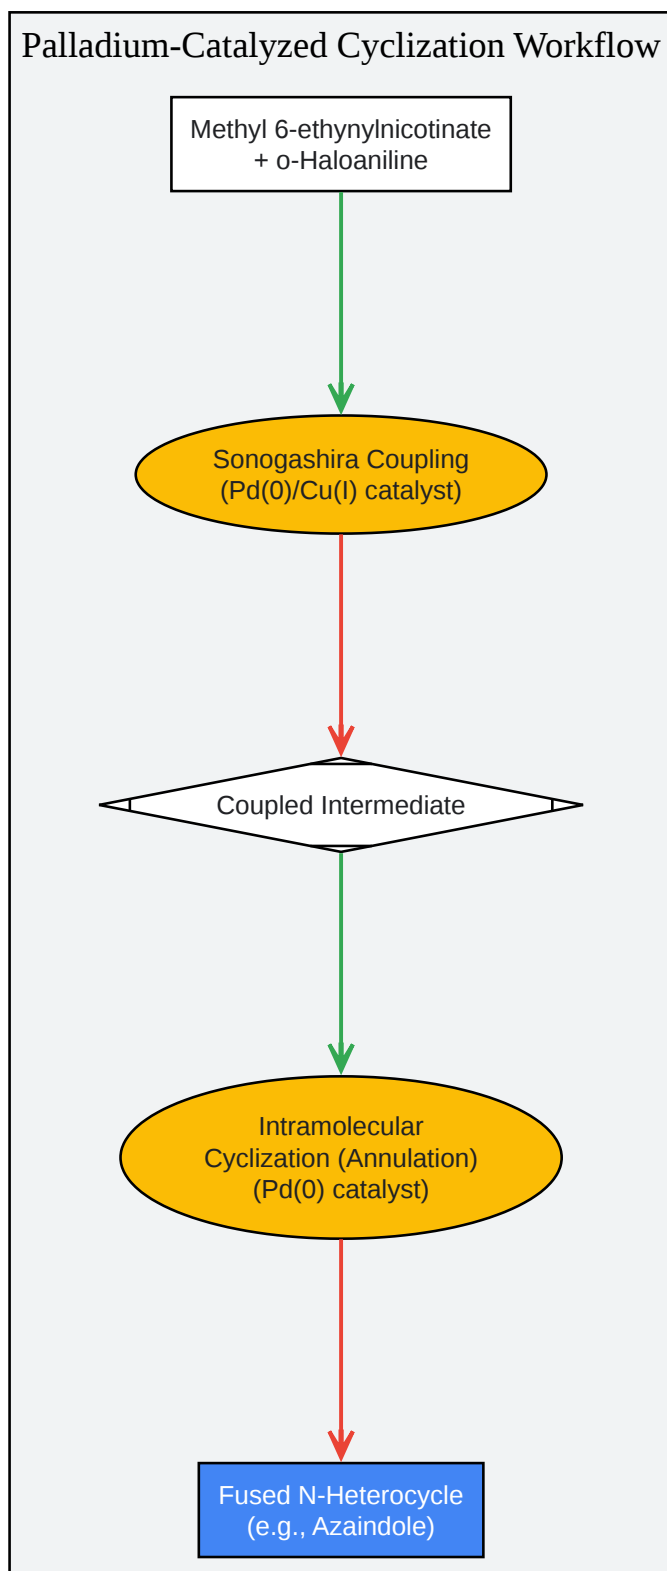 Palladium-Catalyzed Cyclization Workflow
Methyl 6-ethynylnicotinate
+ o-Haloaniline
Sonogashira Coupling
(Pd(0)/Cu(I) catalyst)
Coupled Intermediate
Intramolecular
Cyclization (Annulation)
(Pd(0) catalyst)
Fused N-Heterocycle
(e.g., Azaindole)